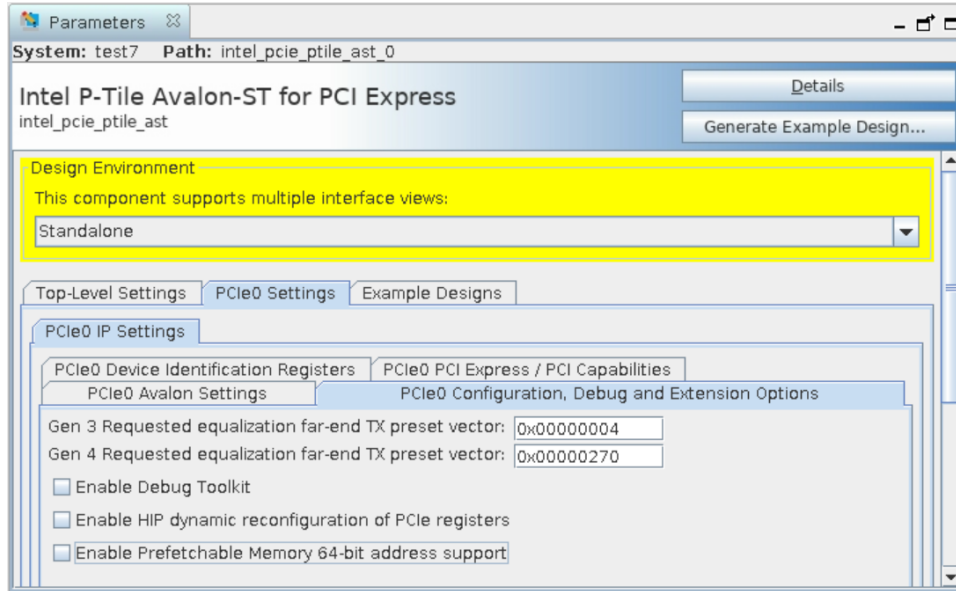 Parameters
System: test7 Path: intel_pcie_ptile_ast_0
Intel P-Tile Avalon-ST for PCI Express
intel_pcie_ptile_ast
Details
Generate Example Design...
Design Environment
This component supports multiple interface views:
Standalone
Top-Level Settings PCIe0 Settings Example Designs
PCIe0 IP Settings
PCIe0 Device Identification Registers PCIe0 PCI Express / PCI Capabilities
PCIe0 Avalon Settings PCIe0 Configuration, Debug and Extension Options
Gen 3 Requested equalization far-end TX preset vector: 0x00000004
Gen 4 Requested equalization far-end TX preset vector: 0x00000270
Enable Debug Toolkit
Enable HIP dynamic reconfiguration of PCIe registers
Enable Prefetchable Memory 64-bit address support